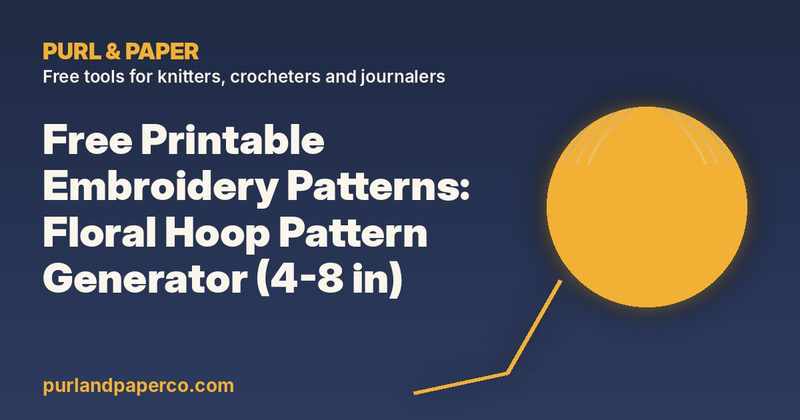 PURL & PAPER
Free tools for knitters, crocheters and journalers
Free Printable
Embroidery Patterns:
Floral Hoop Pattern
Generator (4-8 in)
purlandpaperco.com